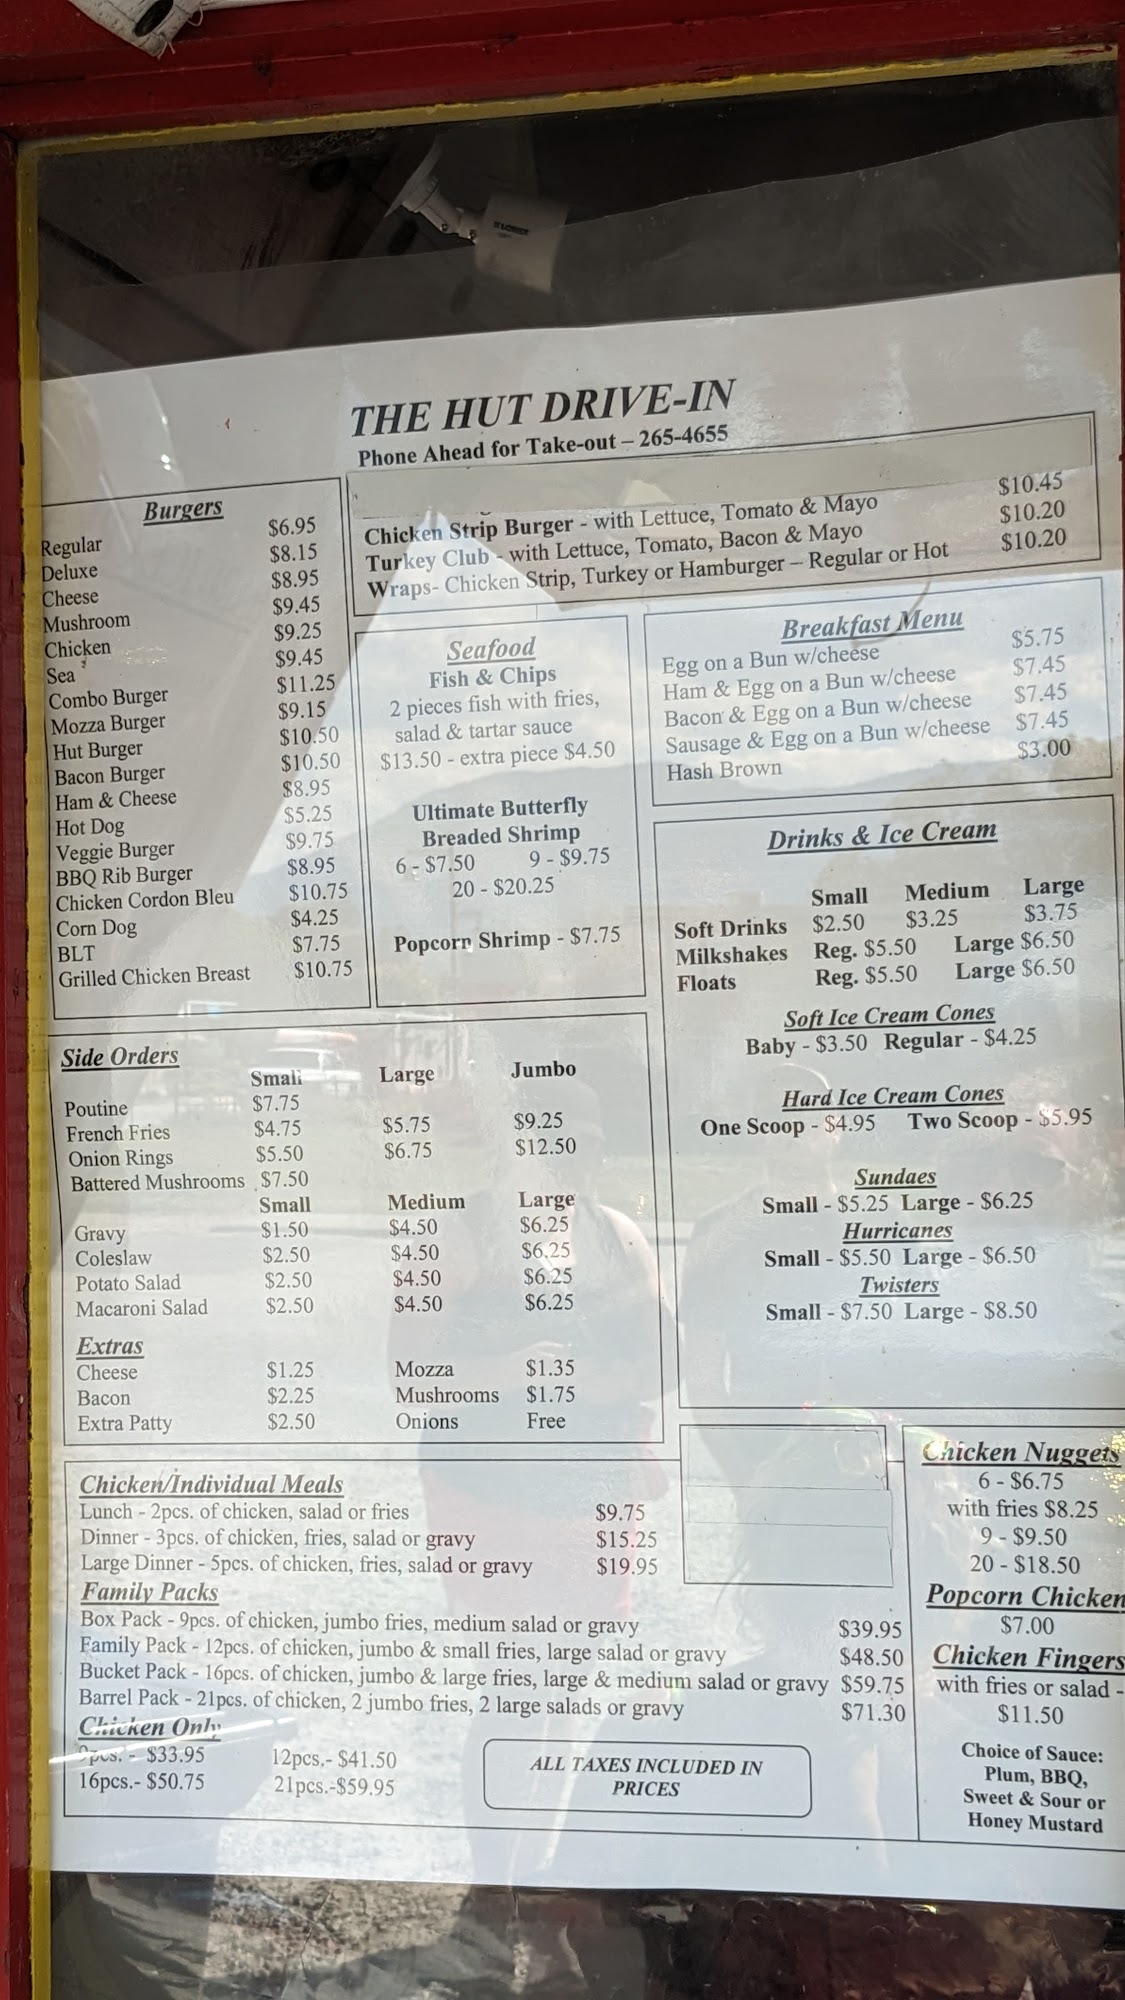 THE HUT DRIVE-IN
Phone Ahead for Take-out – 265-4655
Burgers
Regular $6.95
Deluxe $8.15
Cheese $8.95
Mushroom $9.45
Chicken $9.25
Sea $9.45
Combo Burger $11.25
Mozza Burger $9.15
Hut Burger $10.50
Bacon Burger $10.50
Ham & Cheese $8.95
Hot Dog $5.25
Veggie Burger $9.75
BBQ Rib Burger $8.95
Chicken Cordon Bleu $10.75
Corn Dog $4.25
BLT $7.75
Grilled Chicken Breast $10.75
Chicken Strip Burger - with Lettuce, Tomato & Mayo $10.45
Turkey Club - with Lettuce, Tomato, Bacon & Mayo $10.20
Wraps- Chicken Strip, Turkey or Hamburger – Regular or Hot $10.20
Seafood
Fish & Chips
2 pieces fish with fries,
salad & tartar sauce
$13.50 - extra piece $4.50
Ultimate Butterfly
Breaded Shrimp
6 - $7.50 9 - $9.75
20 - $20.25
Popcorn Shrimp - $7.75
Breakfast Menu
Egg on a Bun w/cheese $5.75
Ham & Egg on a Bun w/cheese $7.45
Bacon & Egg on a Bun w/cheese $7.45
Sausage & Egg on a Bun w/cheese $7.45
Hash Brown $3.00
Drinks & Ice Cream
Small Medium Large
Soft Drinks $2.50 $3.25 $3.75
Milkshakes Reg. $5.50 Large $6.50
Floats Reg. $5.50 Large $6.50
Soft Ice Cream Cones
Baby - $3.50 Regular - $4.25
Hard Ice Cream Cones
One Scoop - $4.95 Two Scoop - $5.95
Sundaes
Small - $5.25 Large - $6.25
Hurricanes
Small - $5.50 Large - $6.50
Twisters
Small - $7.50 Large - $8.50
Side Orders
Small Large Jumbo
Poutine $7.75
French Fries $4.75 $5.75 $9.25
Onion Rings $5.50 $6.75 $12.50
Battered Mushrooms $7.50
Small Medium Large
Gravy $1.50 $4.50 $6.25
Coleslaw $2.50 $4.50 $6.25
Potato Salad $2.50 $4.50 $6.25
Macaroni Salad $2.50 $4.50 $6.25
Extras
Cheese $1.25 Mozza $1.35
Bacon $2.25 Mushrooms $1.75
Extra Patty $2.50 Onions Free
Chicken/Individual Meals
Lunch - 2pcs. of chicken, salad or fries $9.75
Dinner - 3pcs. of chicken, fries, salad or gravy $15.25
Large Dinner - 5pcs. of chicken, fries, salad or gravy $19.95
Family Packs
Box Pack - 9pcs. of chicken, jumbo fries, medium salad or gravy $39.95
Family Pack - 12pcs. of chicken, jumbo & small fries, large salad or gravy $48.50
Bucket Pack - 16pcs. of chicken, jumbo & large fries, large & medium salad or gravy $59.75
Barrel Pack - 21pcs. of chicken, 2 jumbo fries, 2 large salads or gravy $71.30
Chicken Only
9pcs. - $33.95 12pcs.- $41.50
16pcs.- $50.75 21pcs.-$59.95
ALL TAXES INCLUDED IN
PRICES
Chicken Nuggets
6 - $6.75
with fries $8.25
9 - $9.50
20 - $18.50
Popcorn Chicken
$7.00
Chicken Fingers
with fries or salad -
$11.50
Choice of Sauce:
Plum, BBQ,
Sweet & Sour or
Honey Mustard